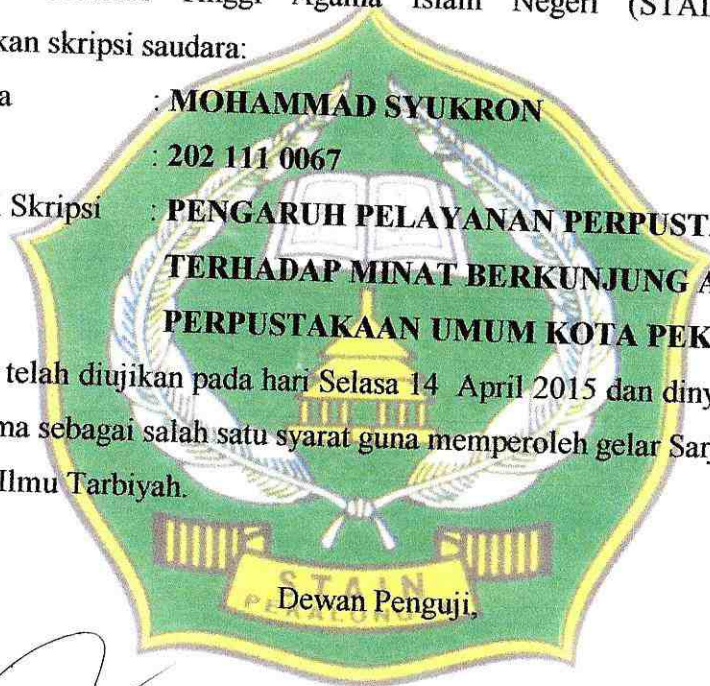 Tinggi Agama Islam Negeri (STAI
kan skripsi saudara:
a : MOHAMMAD SYUKRON
: 202 111 0067
Skripsi : PENGARUH PELAYANAN PERPUST
TERHADAP MINAT BERKUNJUNG A
PERPUSTAKAAN UMUM KOTA PEK
telah diujikan pada hari Selasa 14 April 2015 dan diny
ma sebagai salah satu syarat guna memperoleh gelar Sar
Ilmu Tarbiyah.
STAIN
PEKALONG
Dewan Penguji,